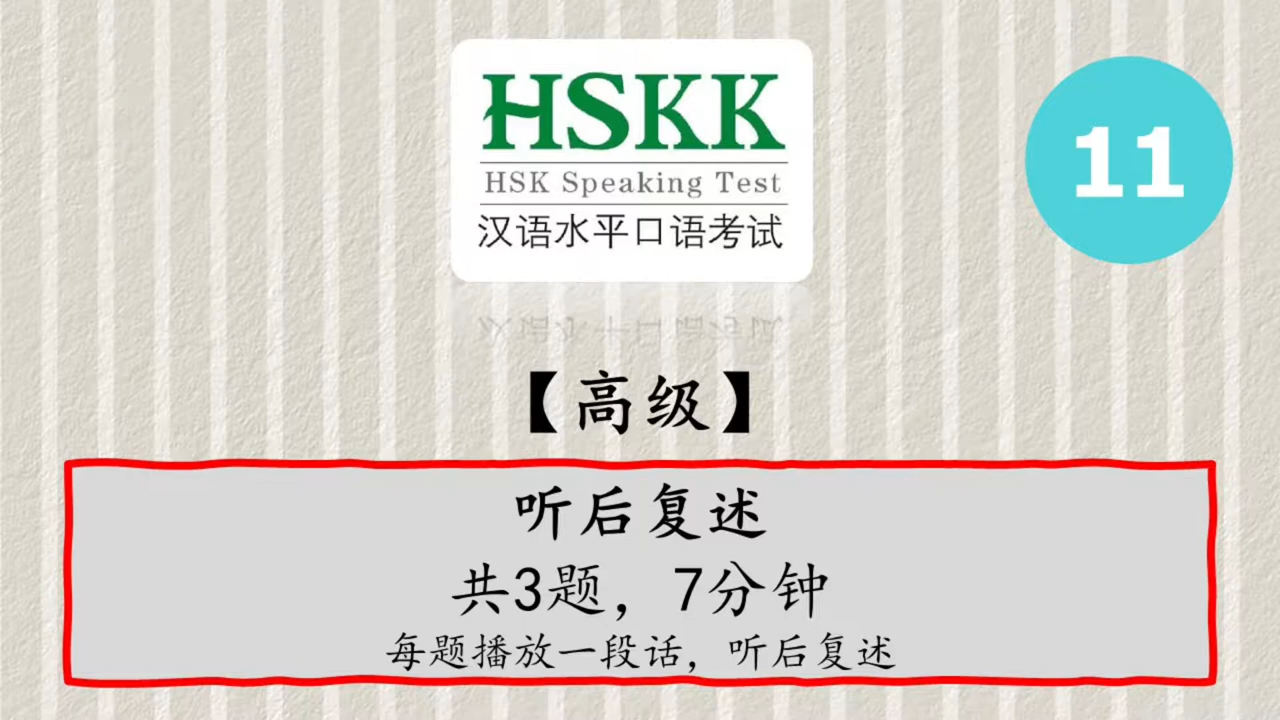 HSKK
HSK Speaking Test
汉语水平口语考试
11
【高级】
听后复述
共3题，7分钟
每题播放一段话，听后复述